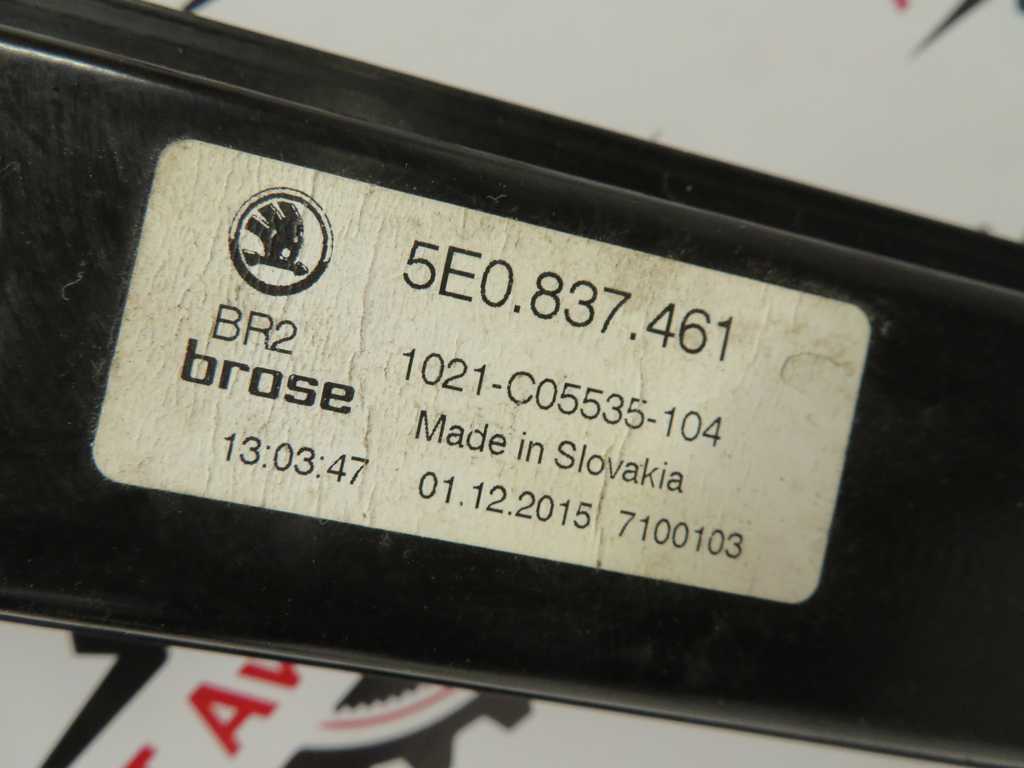 5E0.837.461
BR2
brose
1021-C05535-104
Made in Slovakia
13:03:47
01.12.2015 7100103